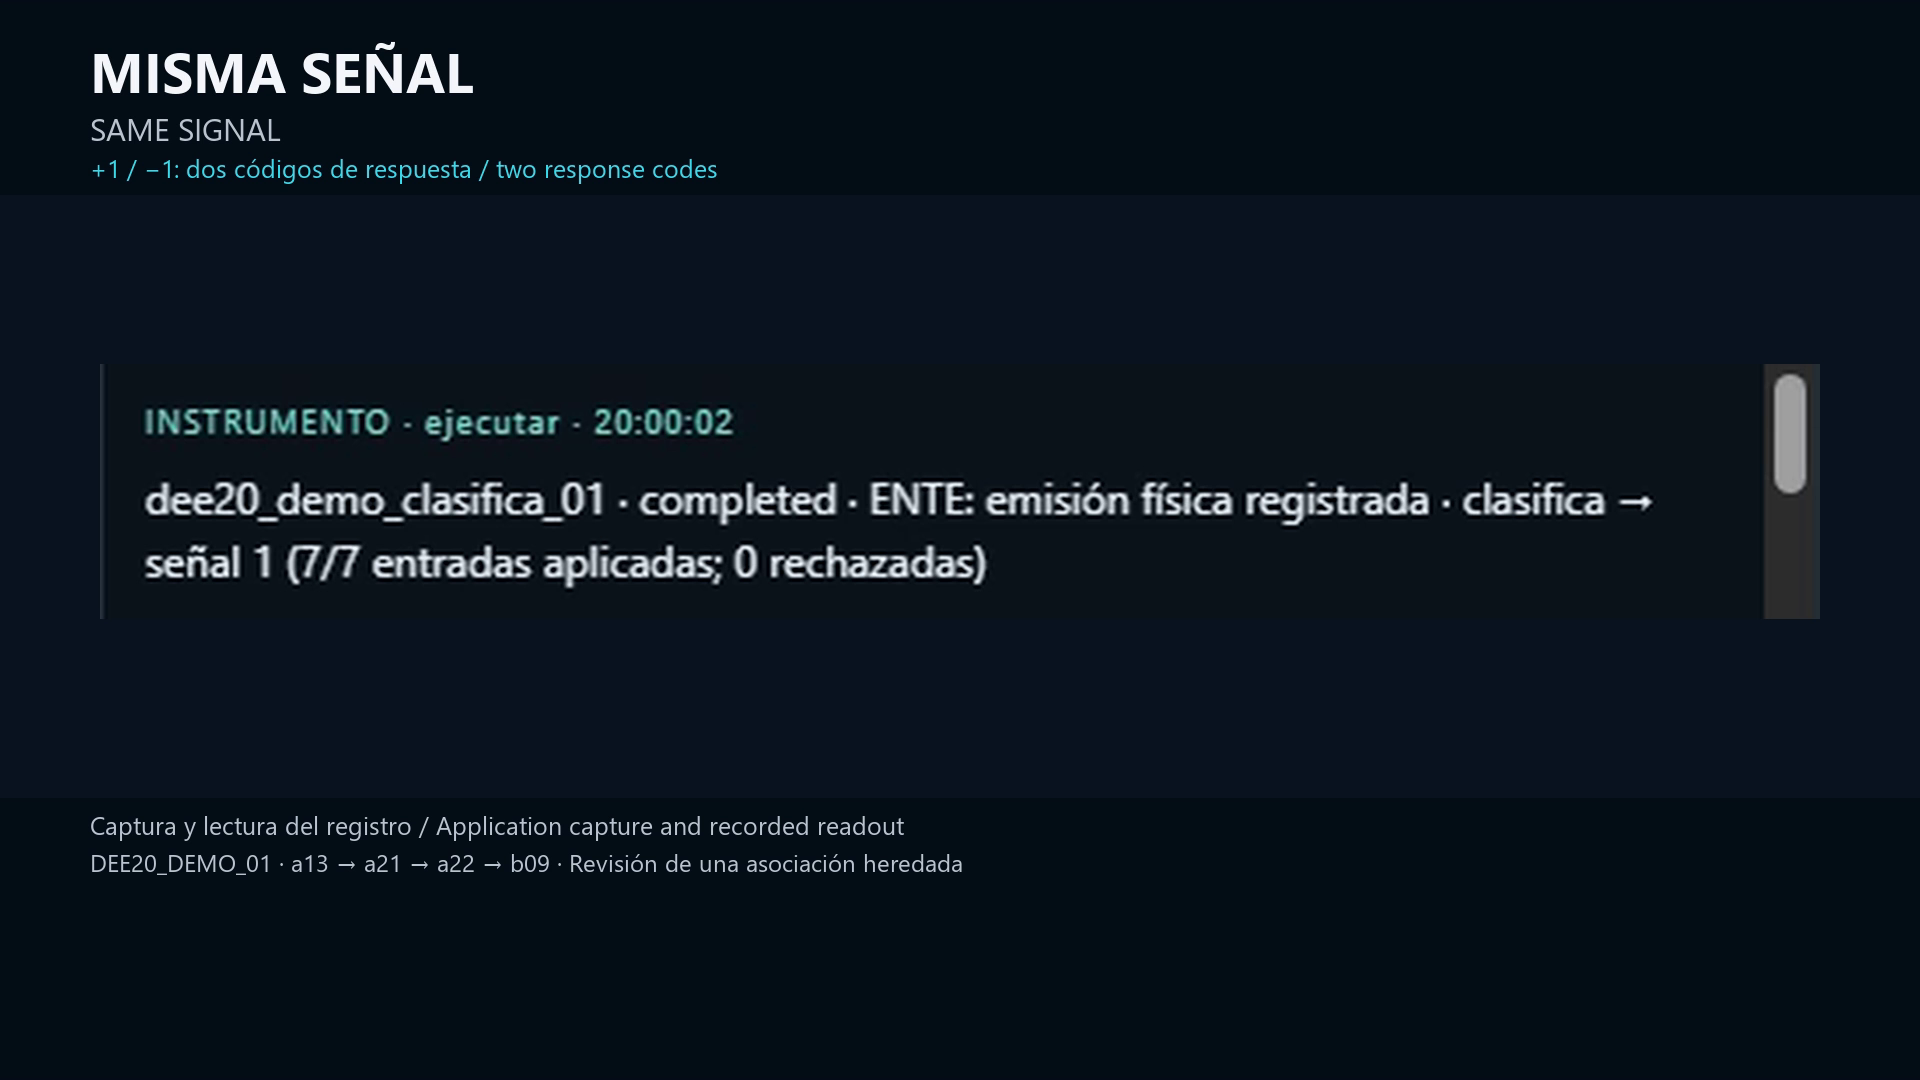 MISMA SEÑAL
SAME SIGNAL
+1 / −1: dos códigos de respuesta / two response codes
INSTRUMENTO · ejecutar · 20:00:02
dee20_demo_clasifica_01 · completed · ENTE: emisión física registrada · clasifica →
señal 1 (7/7 entradas aplicadas; 0 rechazadas)
Captura y lectura del registro / Application capture and recorded readout
DEE20_DEMO_01 · a13 → a21 → a22 → b09 · Revisión de una asociación heredada